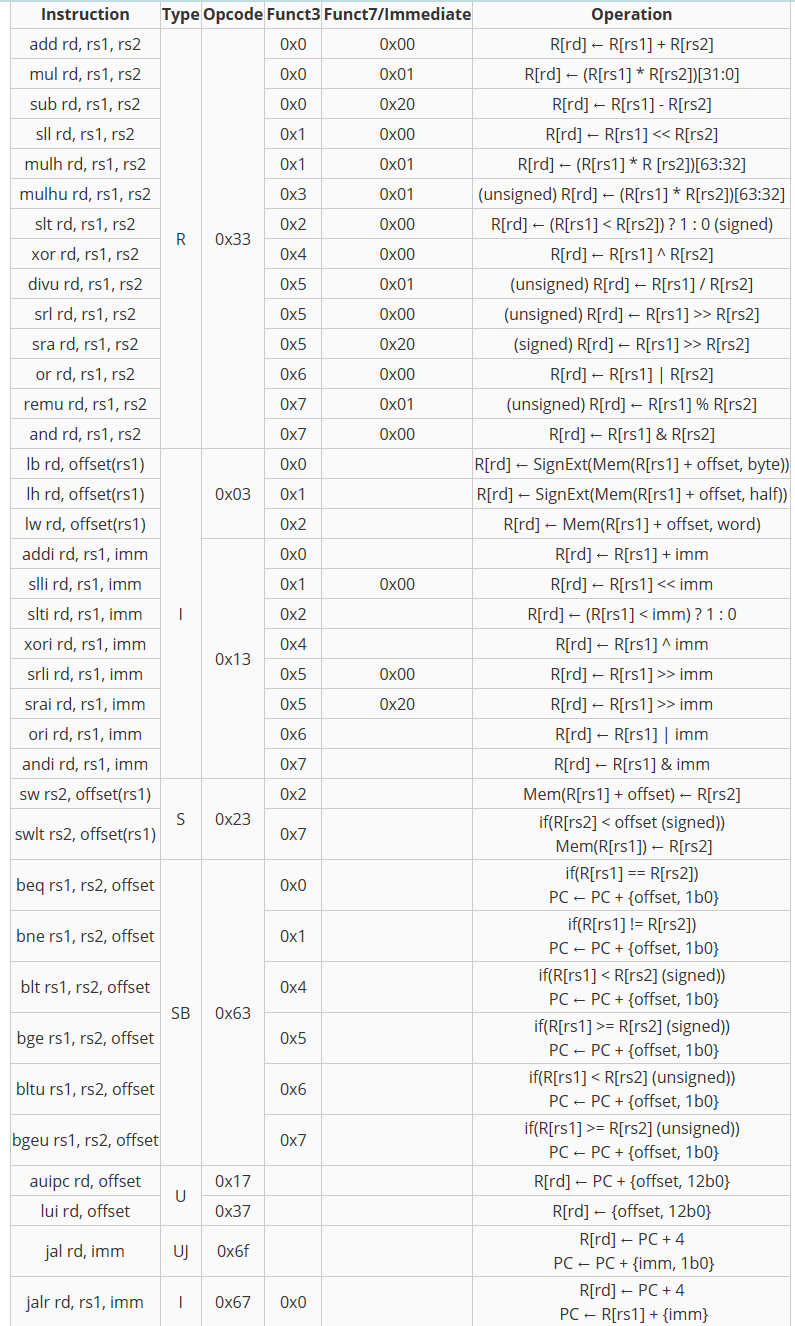 Instruction Type Opcode Funct3 Funct7/Immediate Operation
add rd, rs1, rs2 R 0x33 0x0 0x00 R[rd] ← R[rs1] + R[rs2]
mul rd, rs1, rs2 0x0 0x01 R[rd] ← (R[rs1] * R[rs2])[31:0]
sub rd, rs1, rs2 0x0 0x20 R[rd] ← R[rs1] - R[rs2]
sll rd, rs1, rs2 0x1 0x00 R[rd] ← R[rs1] << R[rs2]
mulh rd, rs1, rs2 0x1 0x01 R[rd] ← (R[rs1] * R [rs2])[63:32]
mulhu rd, rs1, rs2 0x3 0x01 (unsigned) R[rd] ← (R[rs1] * R[rs2])[63:32]
slt rd, rs1, rs2 0x2 0x00 R[rd] ← (R[rs1] < R[rs2]) ? 1 : 0 (signed)
xor rd, rs1, rs2 0x4 0x00 R[rd] ← R[rs1] ^ R[rs2]
divu rd, rs1, rs2 0x5 0x01 (unsigned) R[rd] ← R[rs1] / R[rs2]
srl rd, rs1, rs2 0x5 0x00 (unsigned) R[rd] ← R[rs1] >> R[rs2]
sra rd, rs1, rs2 0x5 0x20 (signed) R[rd] ← R[rs1] >> R[rs2]
or rd, rs1, rs2 0x6 0x00 R[rd] ← R[rs1] | R[rs2]
remu rd, rs1, rs2 0x7 0x01 (unsigned) R[rd] ← R[rs1] % R[rs2]
and rd, rs1, rs2 0x7 0x00 R[rd] ← R[rs1] & R[rs2]
lb rd, offset(rs1) I 0x03 0x0 R[rd] ← SignExt(Mem(R[rs1] + offset, byte))
lh rd, offset(rs1) 0x1 R[rd] ← SignExt(Mem(R[rs1] + offset, half))
lw rd, offset(rs1) 0x2 R[rd] ← Mem(R[rs1] + offset, word)
addi rd, rs1, imm 0x13 0x0 R[rd] ← R[rs1] + imm
slli rd, rs1, imm 0x1 0x00 R[rd] ← R[rs1] << imm
slti rd, rs1, imm 0x2 R[rd] ← (R[rs1] < imm) ? 1 : 0
xori rd, rs1, imm 0x4 R[rd] ← R[rs1] ^ imm
srli rd, rs1, imm 0x5 0x00 R[rd] ← R[rs1] >> imm
srai rd, rs1, imm 0x5 0x20 R[rd] ← R[rs1] >> imm
ori rd, rs1, imm 0x6 R[rd] ← R[rs1] | imm
andi rd, rs1, imm 0x7 R[rd] ← R[rs1] & imm
sw rs2, offset(rs1) S 0x23 0x2 Mem(R[rs1] + offset) ← R[rs2]
swlt rs2, offset(rs1) 0x7 if(R[rs2] < offset (signed))
Mem(R[rs1]) ← R[rs2]
beq rs1, rs2, offset SB 0x63 0x0 if(R[rs1] == R[rs2])
PC ← PC + {offset, 1b0}
bne rs1, rs2, offset 0x1 if(R[rs1] != R[rs2])
PC ← PC + {offset, 1b0}
blt rs1, rs2, offset 0x4 if(R[rs1] < R[rs2] (signed))
PC ← PC + {offset, 1b0}
bge rs1, rs2, offset 0x5 if(R[rs1] >= R[rs2] (signed))
PC ← PC + {offset, 1b0}
bltu rs1, rs2, offset 0x6 if(R[rs1] < R[rs2] (unsigned))
PC ← PC + {offset, 1b0}
bgeu rs1, rs2, offset 0x7 if(R[rs1] >= R[rs2] (unsigned))
PC ← PC + {offset, 1b0}
auipc rd, offset U 0x17 R[rd] ← PC + {offset, 12b0}
lui rd, offset 0x37 R[rd] ← {offset, 12b0}
jal rd, imm UJ 0x6f R[rd] ← PC + 4
PC ← PC + {imm, 1b0}
jalr rd, rs1, imm I 0x67 0x0 R[rd] ← PC + 4
PC ← R[rs1] + {imm}